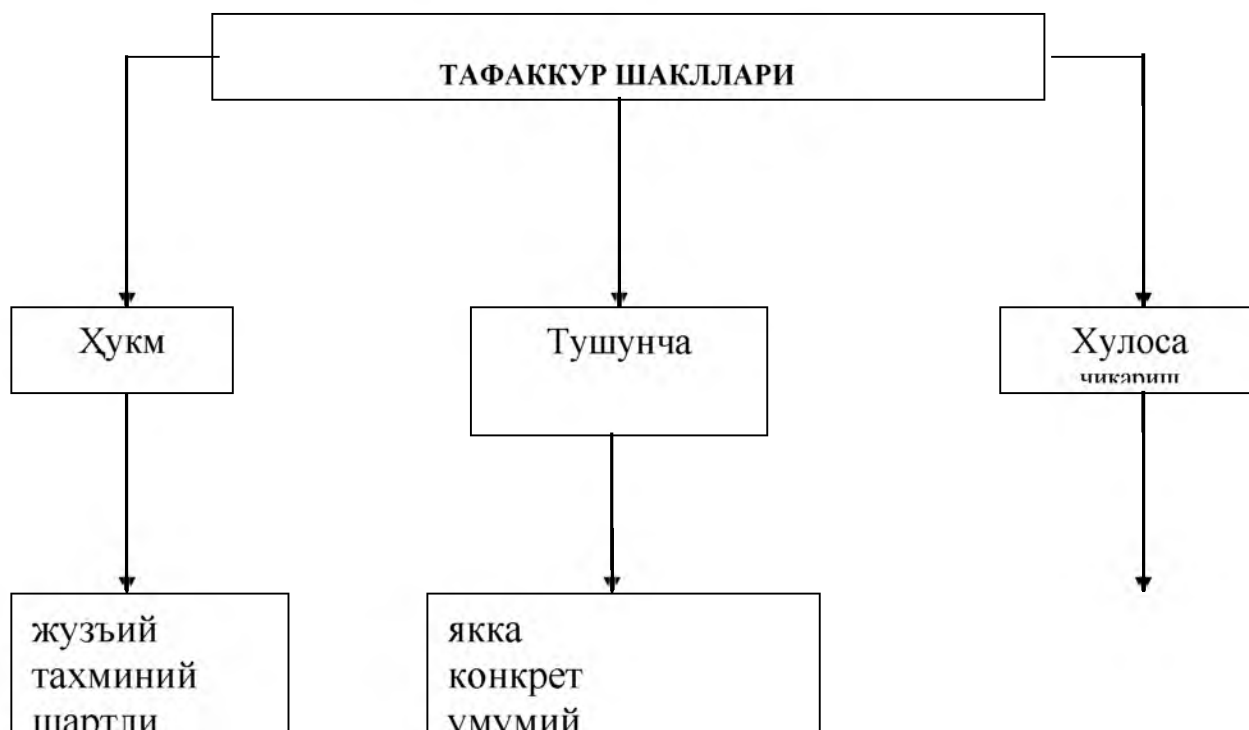 ТАФАККУР ШАКЛЛАРИ
Ҳукм
Тушунча
Хулоса
чиқариш
жузъий
тахминий
шартли
якка
конкрет
умумий